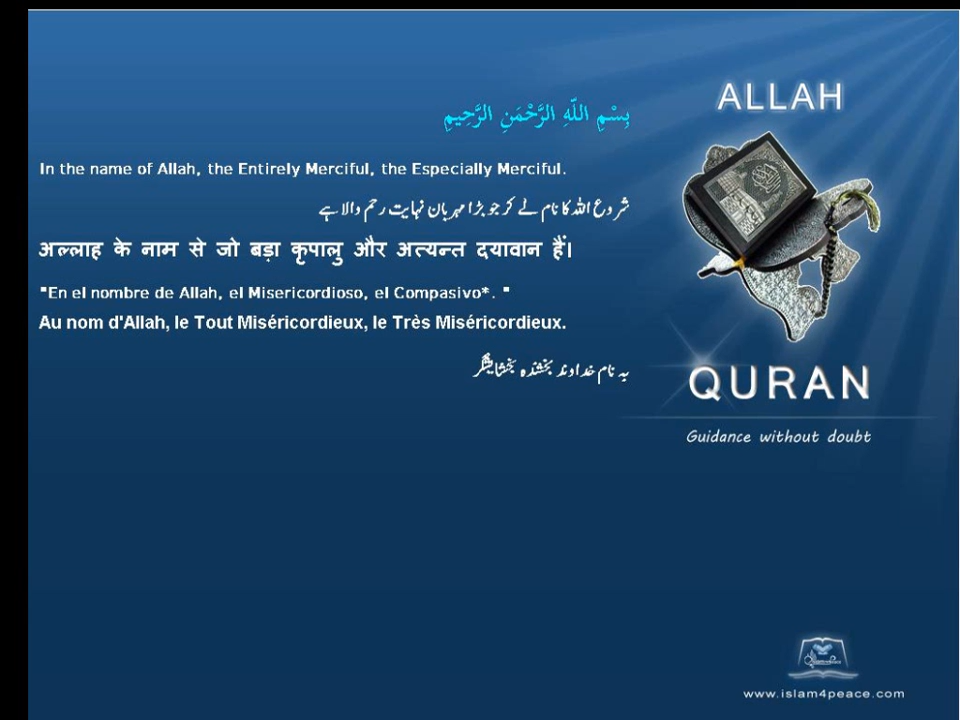 بِسْمِ اللَّهِ الرَّحْمَنِ الرَّحِيمِ
In the name of Allah, the Entirely Merciful, the Especially Merciful.
شروع اللہ کا نام لے کر جو بڑا مہربان نہایت رحم والا ہے
अल्लाह के नाम से जो बड़ा कृपालु और अत्यन्त दयावान हैं।
"En el nombre de Allah, el Misericordioso, el Compasivo*. "
Au nom d'Allah, le Tout Miséricordieux, le Très Miséricordieux.
به نام خداوند بخشنده بخشایشگر
ALLAH
QURAN
Guidance without doubt
www.islam4peace.com